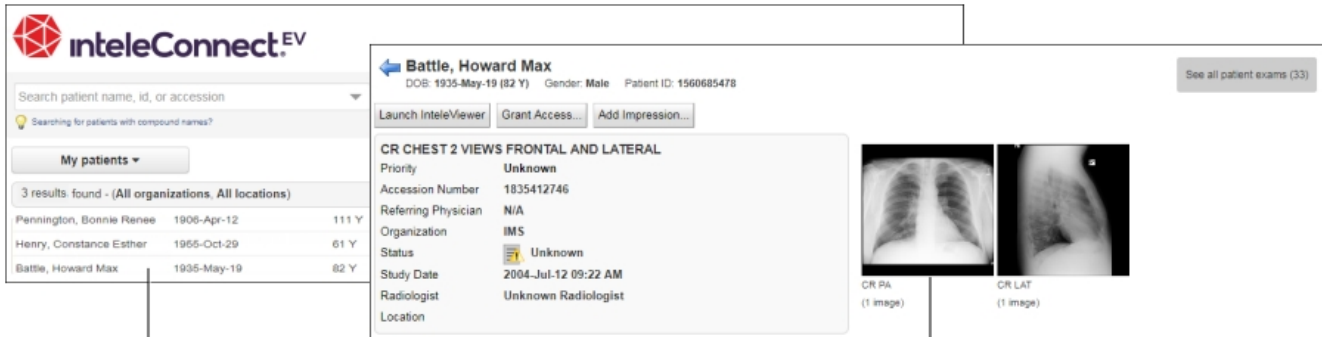 inteleConnect.EV
Search patient name, id, or accession
Searching for patients with compound names?
My patients
3 results found - (All organizations, All locations)
Pennington, Bonnie Renee 1906-Apr-12 111 Y
Henry, Constance Esther 1955-Oct-29 61 Y
Battle, Howard Max 1935-May-19 82 Y
Battle, Howard Max
DOB: 1935-May-19 (82 Y) Gender: Male Patient ID: 1560685478
See all patient exams (33)
Launch InteleViewer Grant Access... Add Impression...
CR CHEST 2 VIEWS FRONTAL AND LATERAL
Priority Unknown
Accession Number 1835412746
Referring Physician N/A
Organization IMS
Status Unknown
Study Date 2004-Jul-12 09:22 AM
Radiologist Unknown Radiologist
Location
CR PA
(1 image)
CR LAT
(1 image)